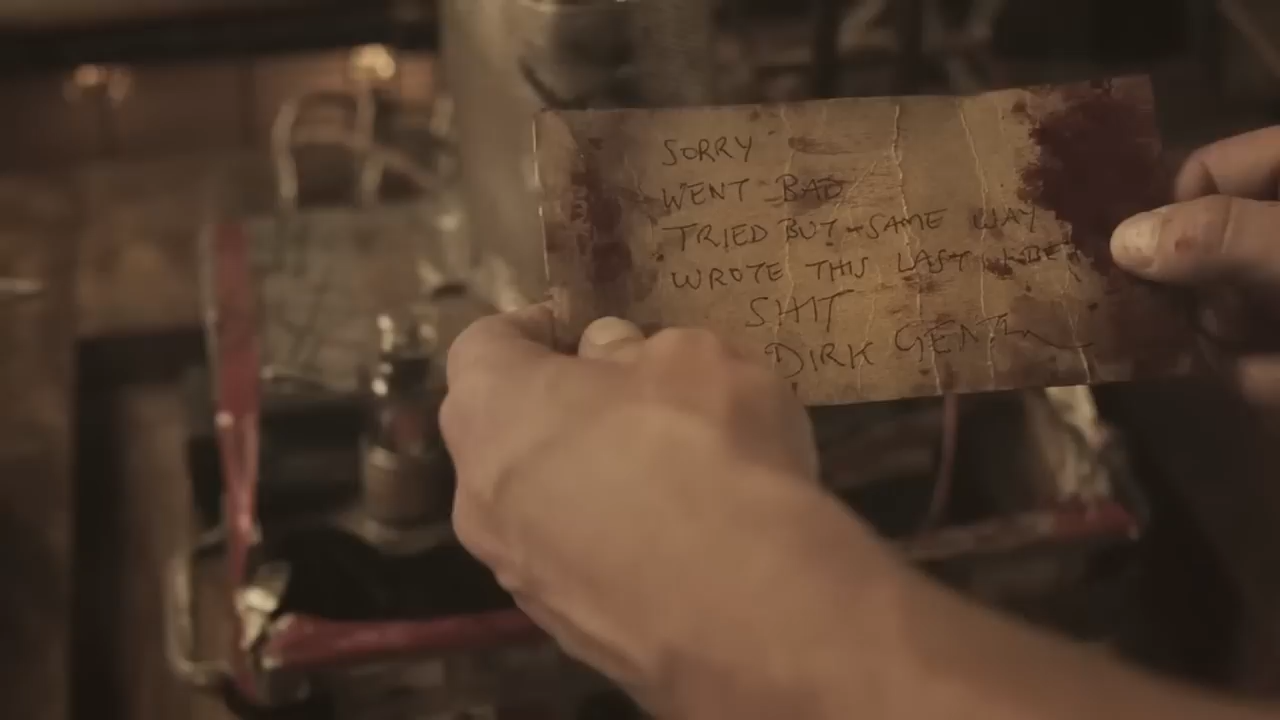 SORRY
WENT BAD
TRIED BUT SAME WAY
WROTE THIS LAST
SHIT
DIRK